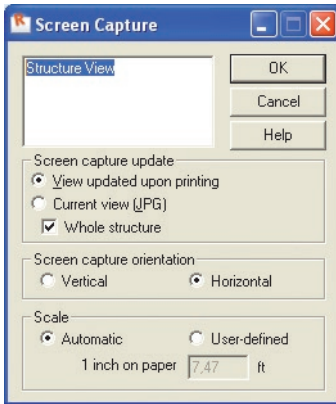 Screen Capture
Structure View
OK
Cancel
Help
Screen capture update
View updated upon printing
Current view (JPG)
Whole structure
Screen capture orientation
Vertical
Horizontal
Scale
Automatic
User-defined
1 inch on paper 7,47 ft